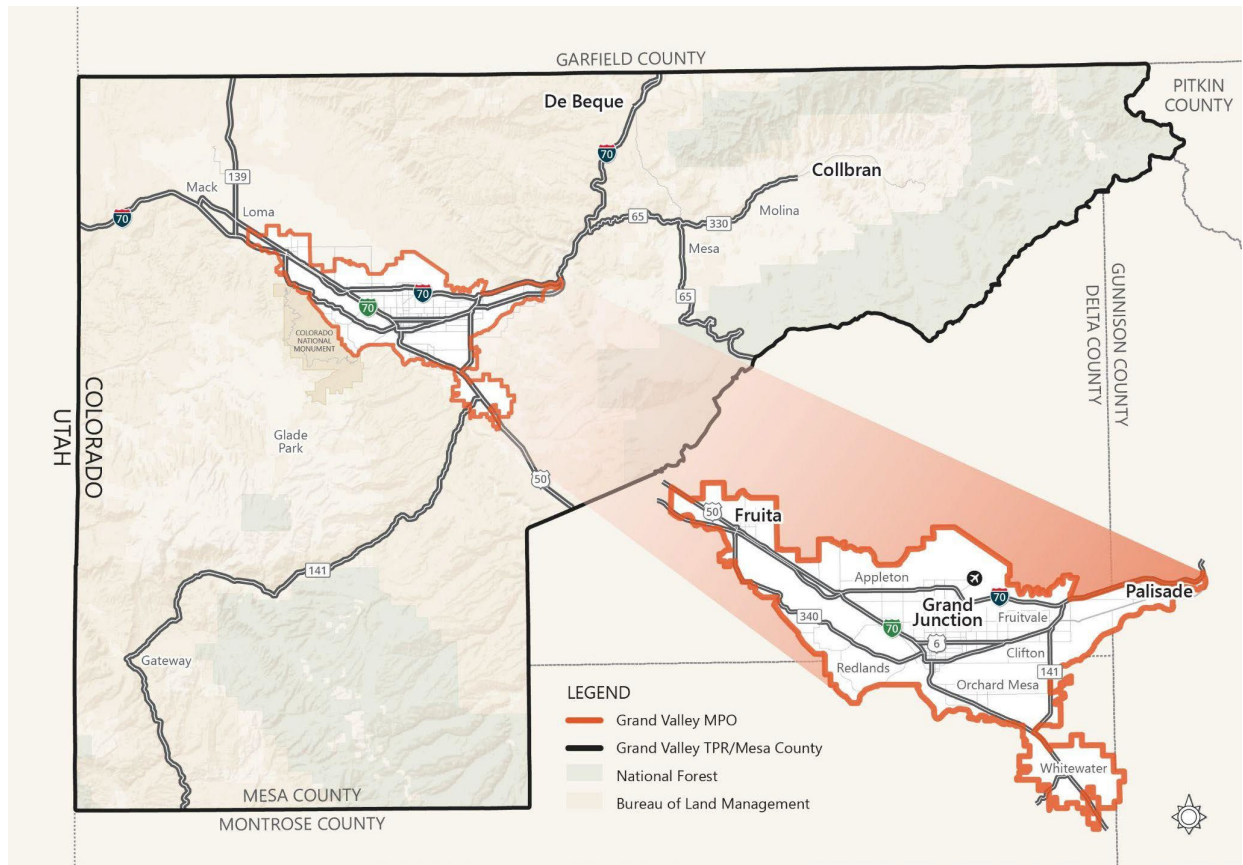 GARFIELD COUNTY
PITKIN
COUNTY
De Beque
70
Collbran
139
Mack
Loma
70
Molina
65
330
Mesa
65
70
70
COLORADO
NATIONAL
MONUMENT
GUNNISON COUNTY
DELTA COUNTY
COLORADO
UTAH
Glade
Park
50
141
Gateway
50
Fruita
Appleton
70
Palisade
Grand
Junction
Fruitvale
340
70
6
Clifton
Redlands
141
Orchard Mesa
Whitewater
LEGEND
Grand Valley MPO
Grand Valley TPR/Mesa County
National Forest
Bureau of Land Management
MESA COUNTY
MONTROSE COUNTY